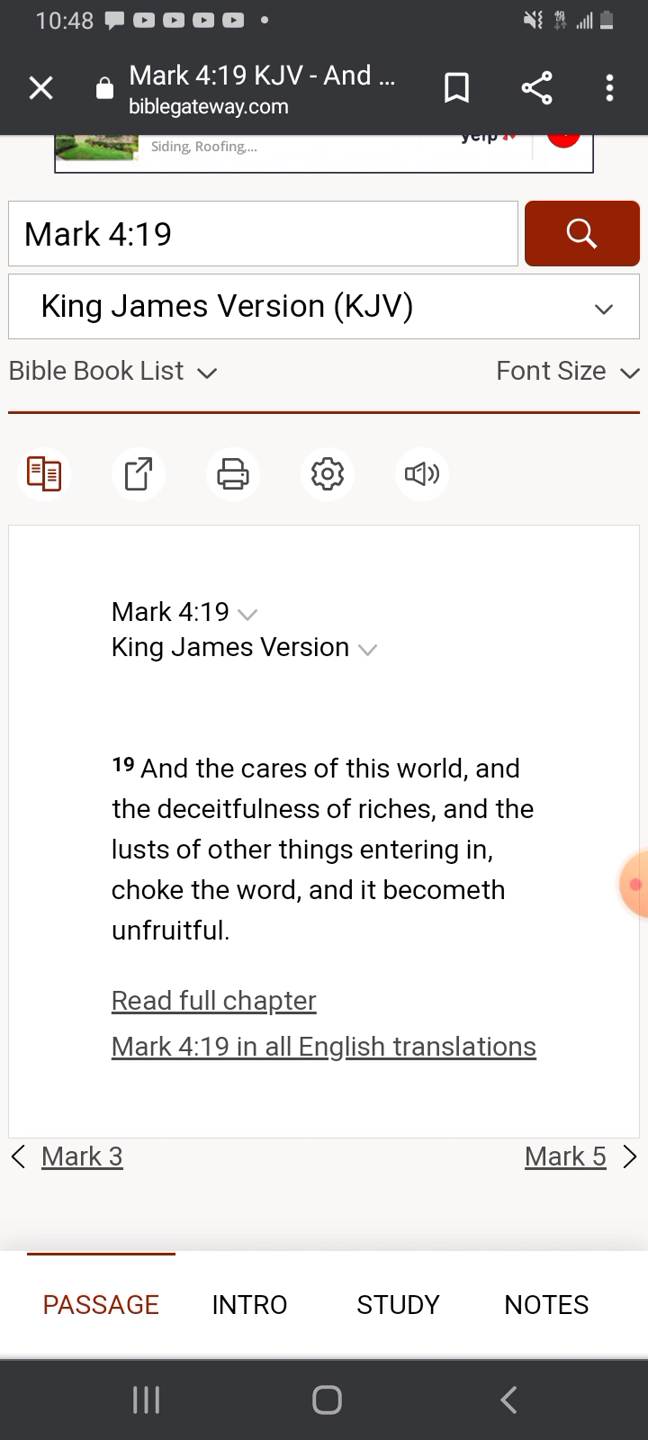 10:48
Mark 4:19 KJV - And ...
biblegateway.com
Siding, Roofing,...
yelp
Mark 4:19
King James Version (KJV)
Bible Book List
Font Size
Mark 4:19
King James Version
19 And the cares of this world, and
the deceitfulness of riches, and the
lusts of other things entering in,
choke the word, and it becometh
unfruitful.
Read full chapter
Mark 4:19 in all English translations
Mark 3
Mark 5
PASSAGE
INTRO
STUDY
NOTES